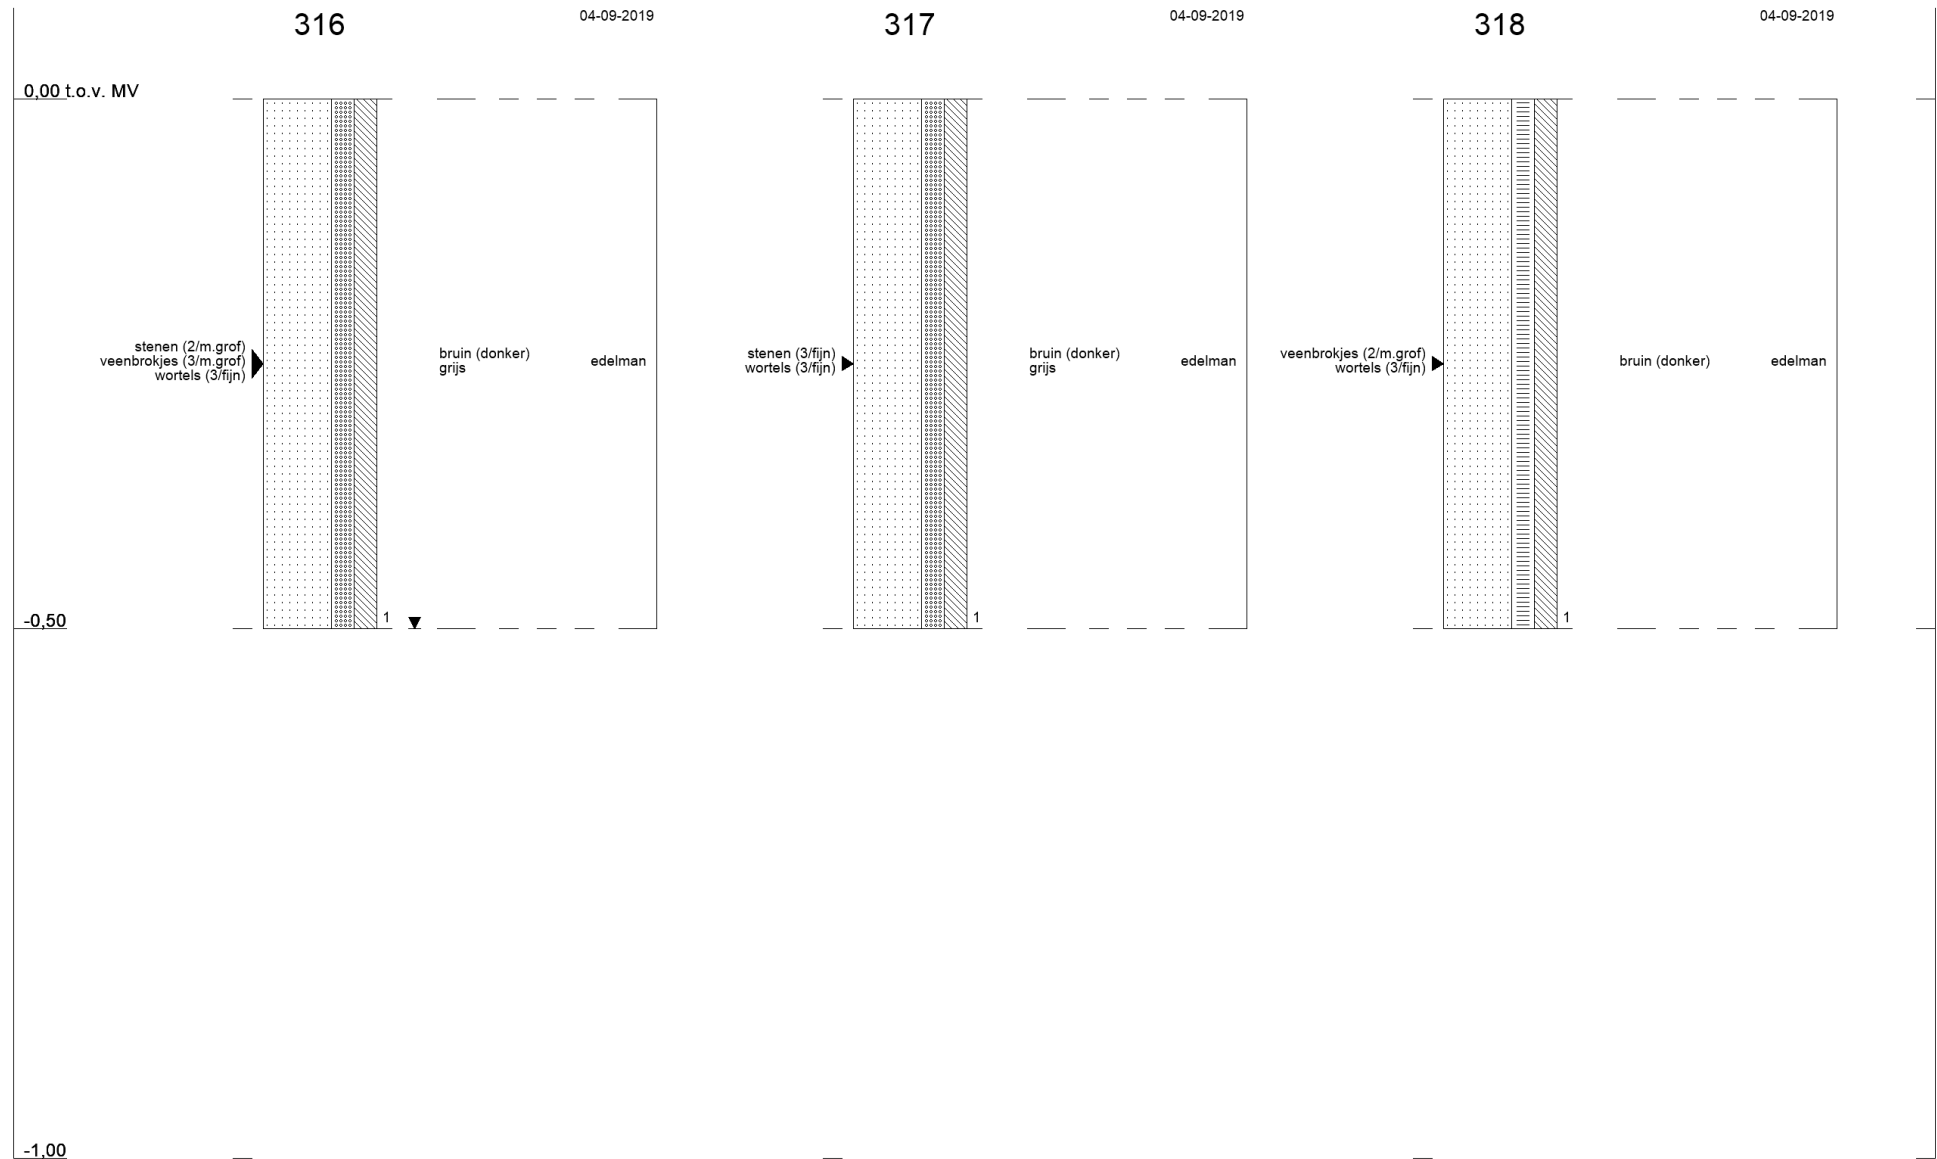 316
04-09-2019
317
04-09-2019
318
04-09-2019
0,00 t.o.v. MV
stenen (2/m.grof)
veenbrokjes (3/m.grof)
wortels (3/fijn)
bruin (donker)
grijs
edelman
stenen (3/fijn)
wortels (3/fijn)
bruin (donker)
grijs
edelman
veenbrokjes (2/m.grof)
wortels (3/fijn)
bruin (donker)
edelman
-0,50
1
1
1
-1,00